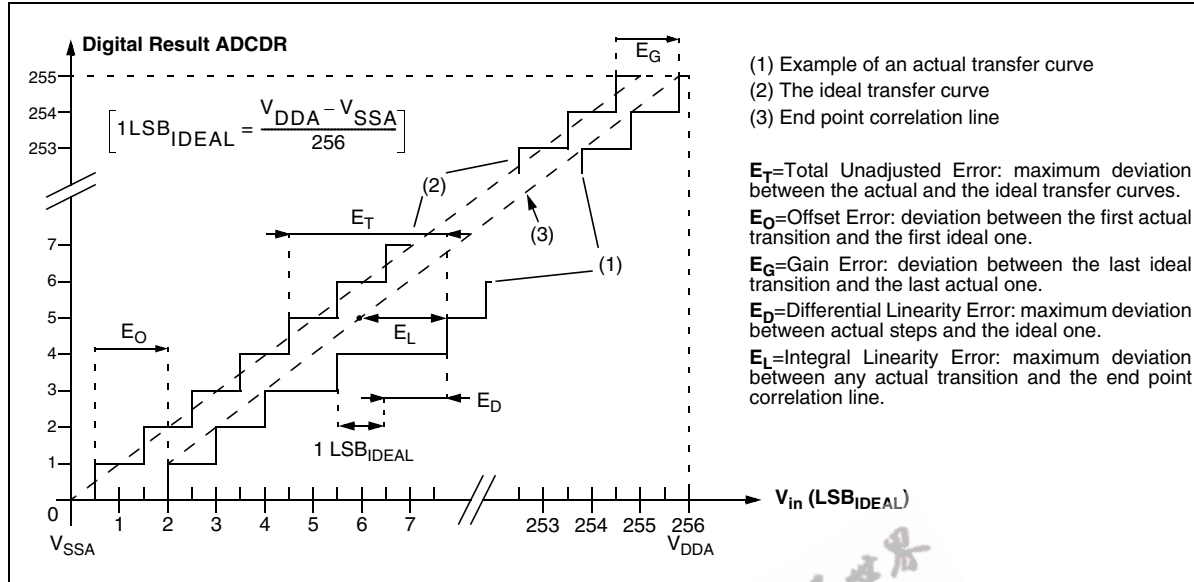 Digital Result ADCDR
E_G
255
254
253
1LSB_IDEAL = V_DDA – V_SSA
256
(2)
E_T
(3)
(1)
7
6
5
4
3
2
1
0
E_O
E_L
E_D
1 LSB_IDEAL
1 2 3 4 5 6 7 253 254 255 256
V_in (LSB_IDEAL)
V_SSA
V_DDA
(1) Example of an actual transfer curve
(2) The ideal transfer curve
(3) End point correlation line
E_T=Total Unadjusted Error: maximum deviation
between the actual and the ideal transfer curves.
E_O=Offset Error: deviation between the first actual
transition and the first ideal one.
E_G=Gain Error: deviation between the last ideal
transition and the last actual one.
E_D=Differential Linearity Error: maximum deviation
between actual steps and the ideal one.
E_L=Integral Linearity Error: maximum deviation
between any actual transition and the end point
correlation line.